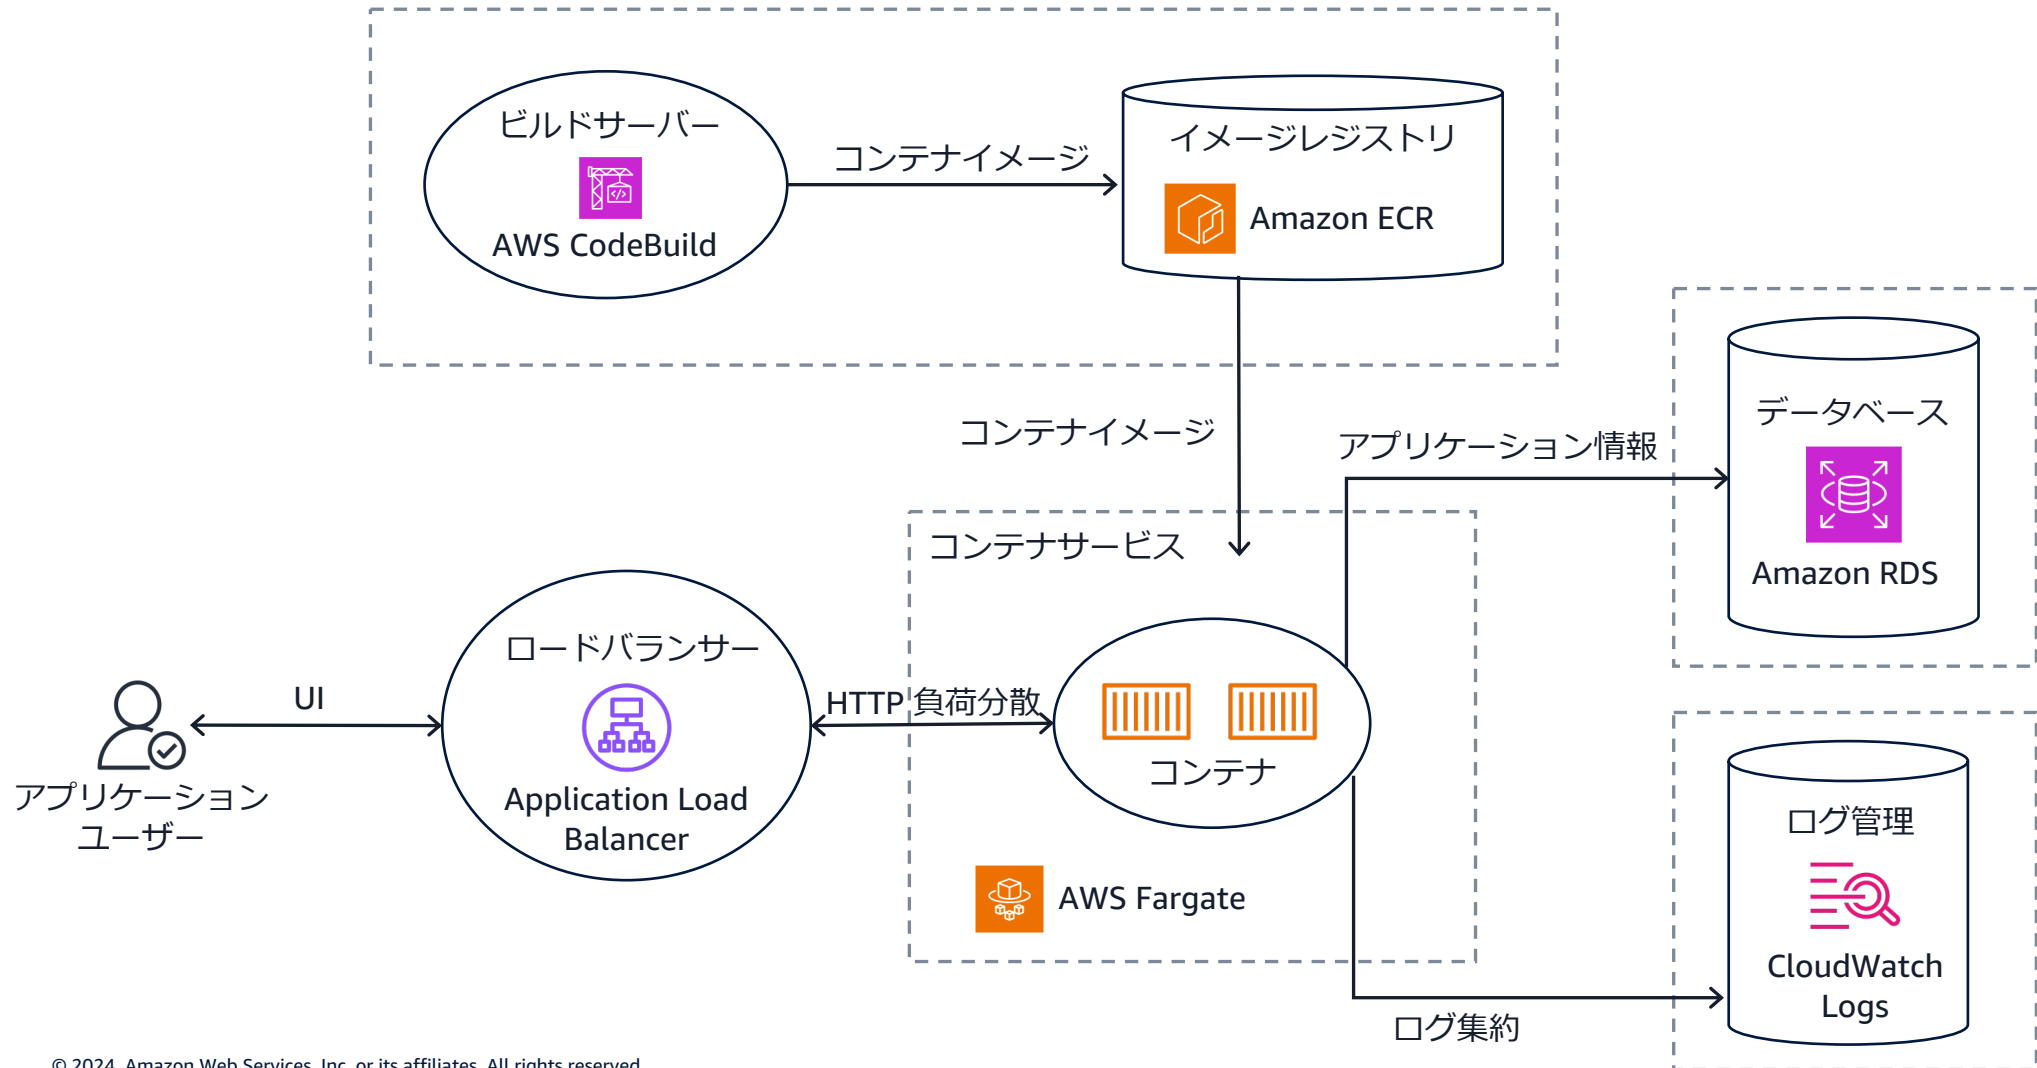 ビルドサーバー
AWS CodeBuild
コンテナイメージ
イメージレジストリ
Amazon ECR
コンテナイメージ
アプリケーション情報
データベース
Amazon RDS
コンテナサービス
ロードバランサー
Application Load
Balancer
UI
HTTP 負荷分散
アプリケーション
ユーザー
コンテナ
AWS Fargate
ログ管理
CloudWatch
Logs
ログ集約
© 2024, Amazon Web Services, Inc. or its affiliates. All rights reserved.